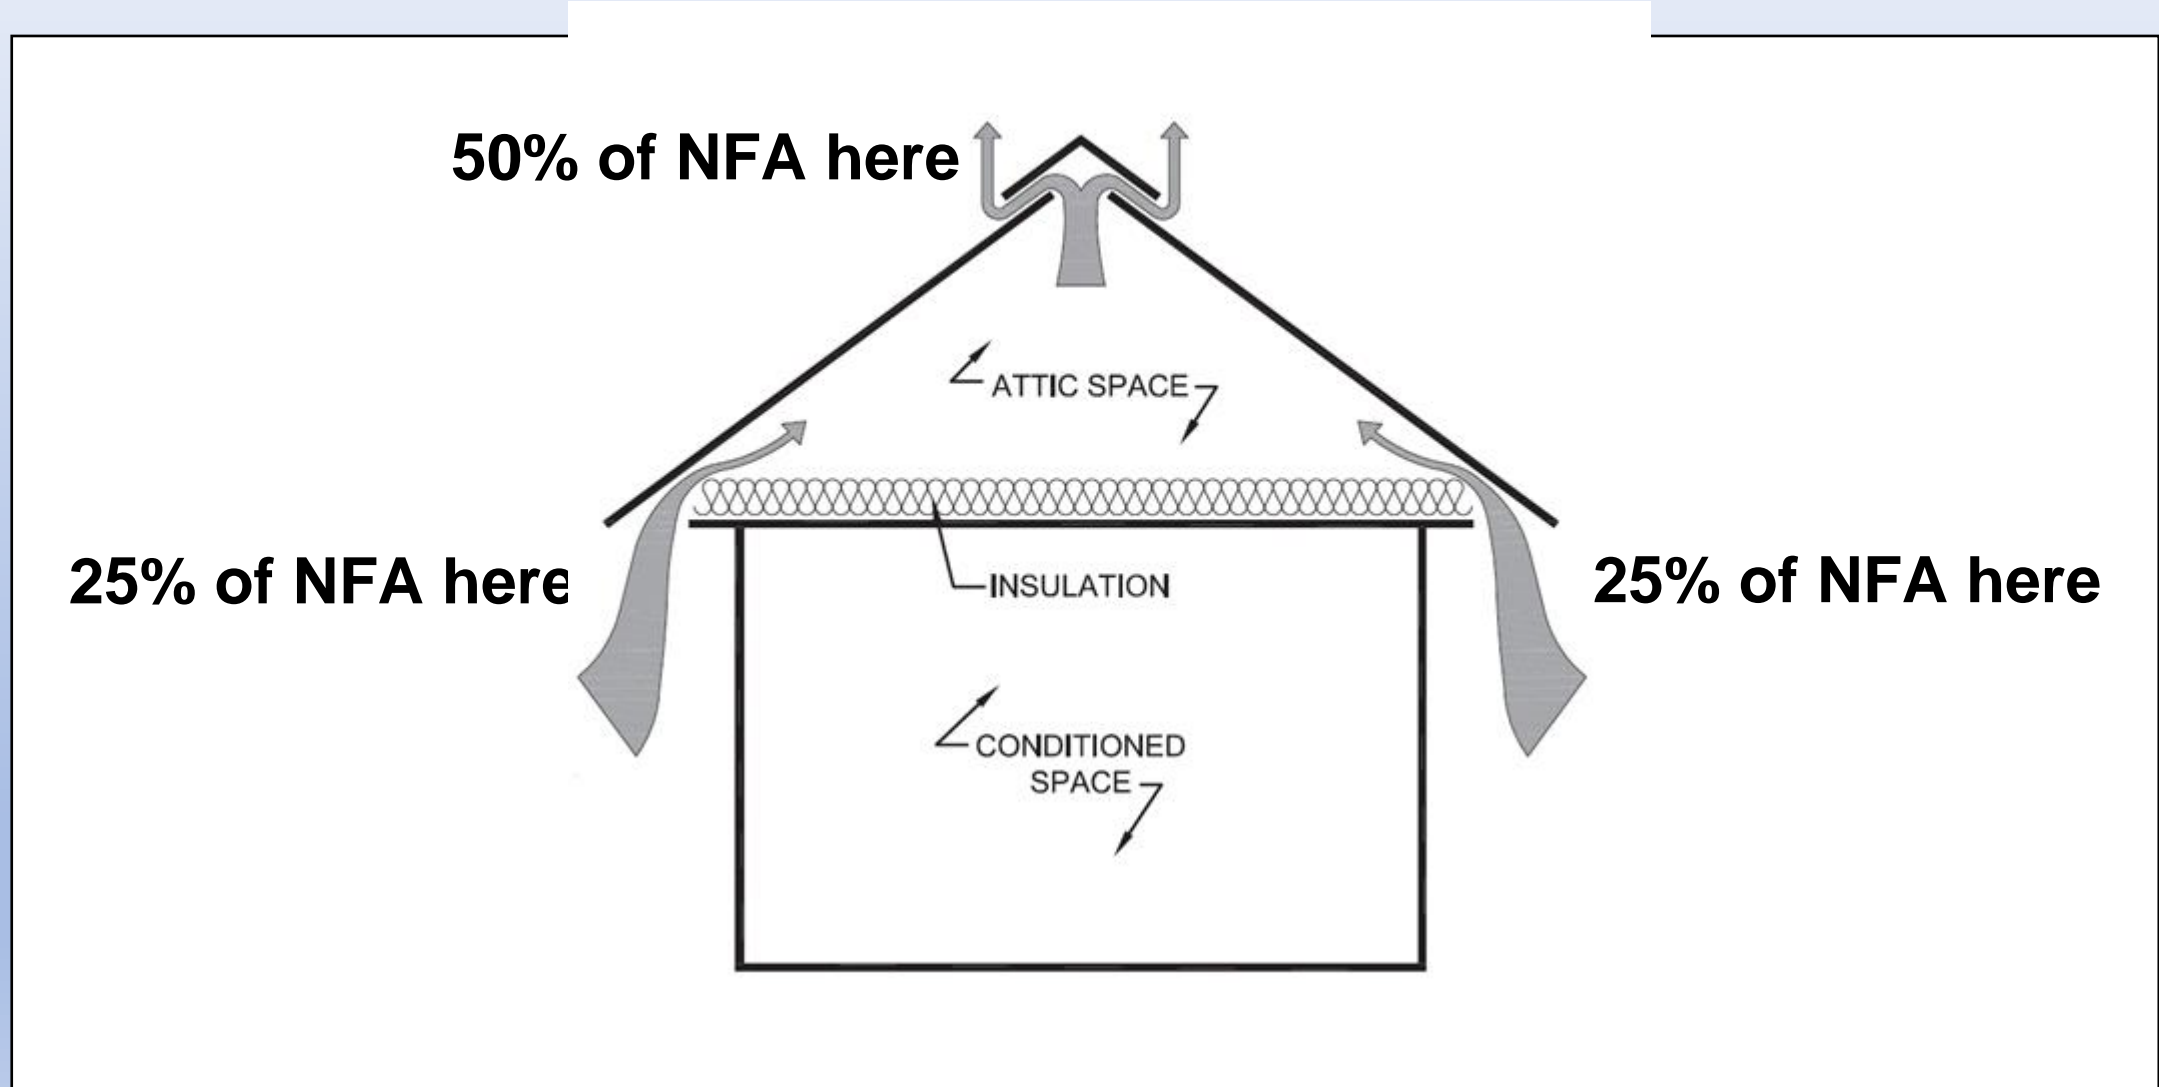 50% of NFA here
ATTIC SPACE
25% of NFA here
INSULATION
25% of NFA here
CONDITIONED
SPACE